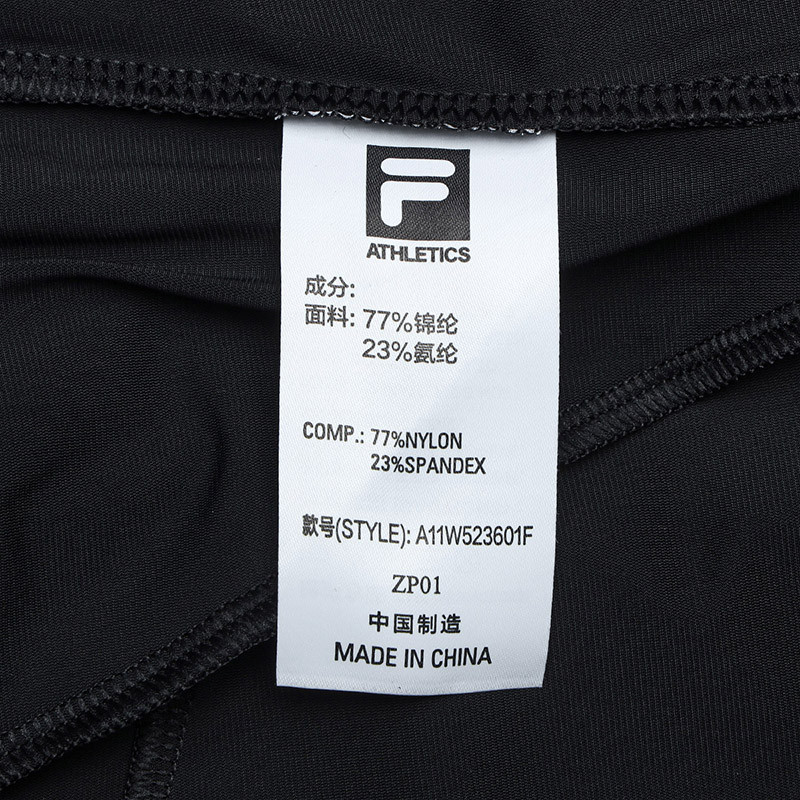 F
ATHLETICS
成分:
面料: 77%锦纶
23%氨纶
COMP.: 77%NYLON
23%SPANDEX
款号(STYLE): A11W523601F
ZP01
中国制造
MADE IN CHINA